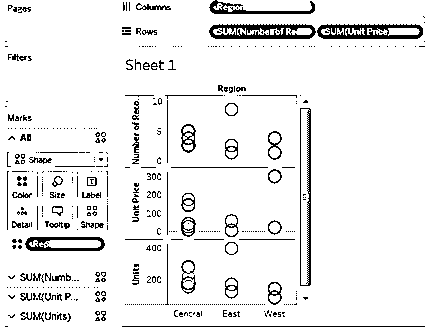 Pages
Columns
Region
Rows
SUM(Number of Rec
SUM(Unit Price)
Filters
Sheet 1
Region
Marks
All
Shape
Color
Size
Label
Detail
Tooltip
Shape
Rep
SUM(Numb...
SUM(Unit P...
SUM(Units)
Number of Reco..
10
5
0
Unit Price
300
200
100
0
Units
400
200
Central
East
West